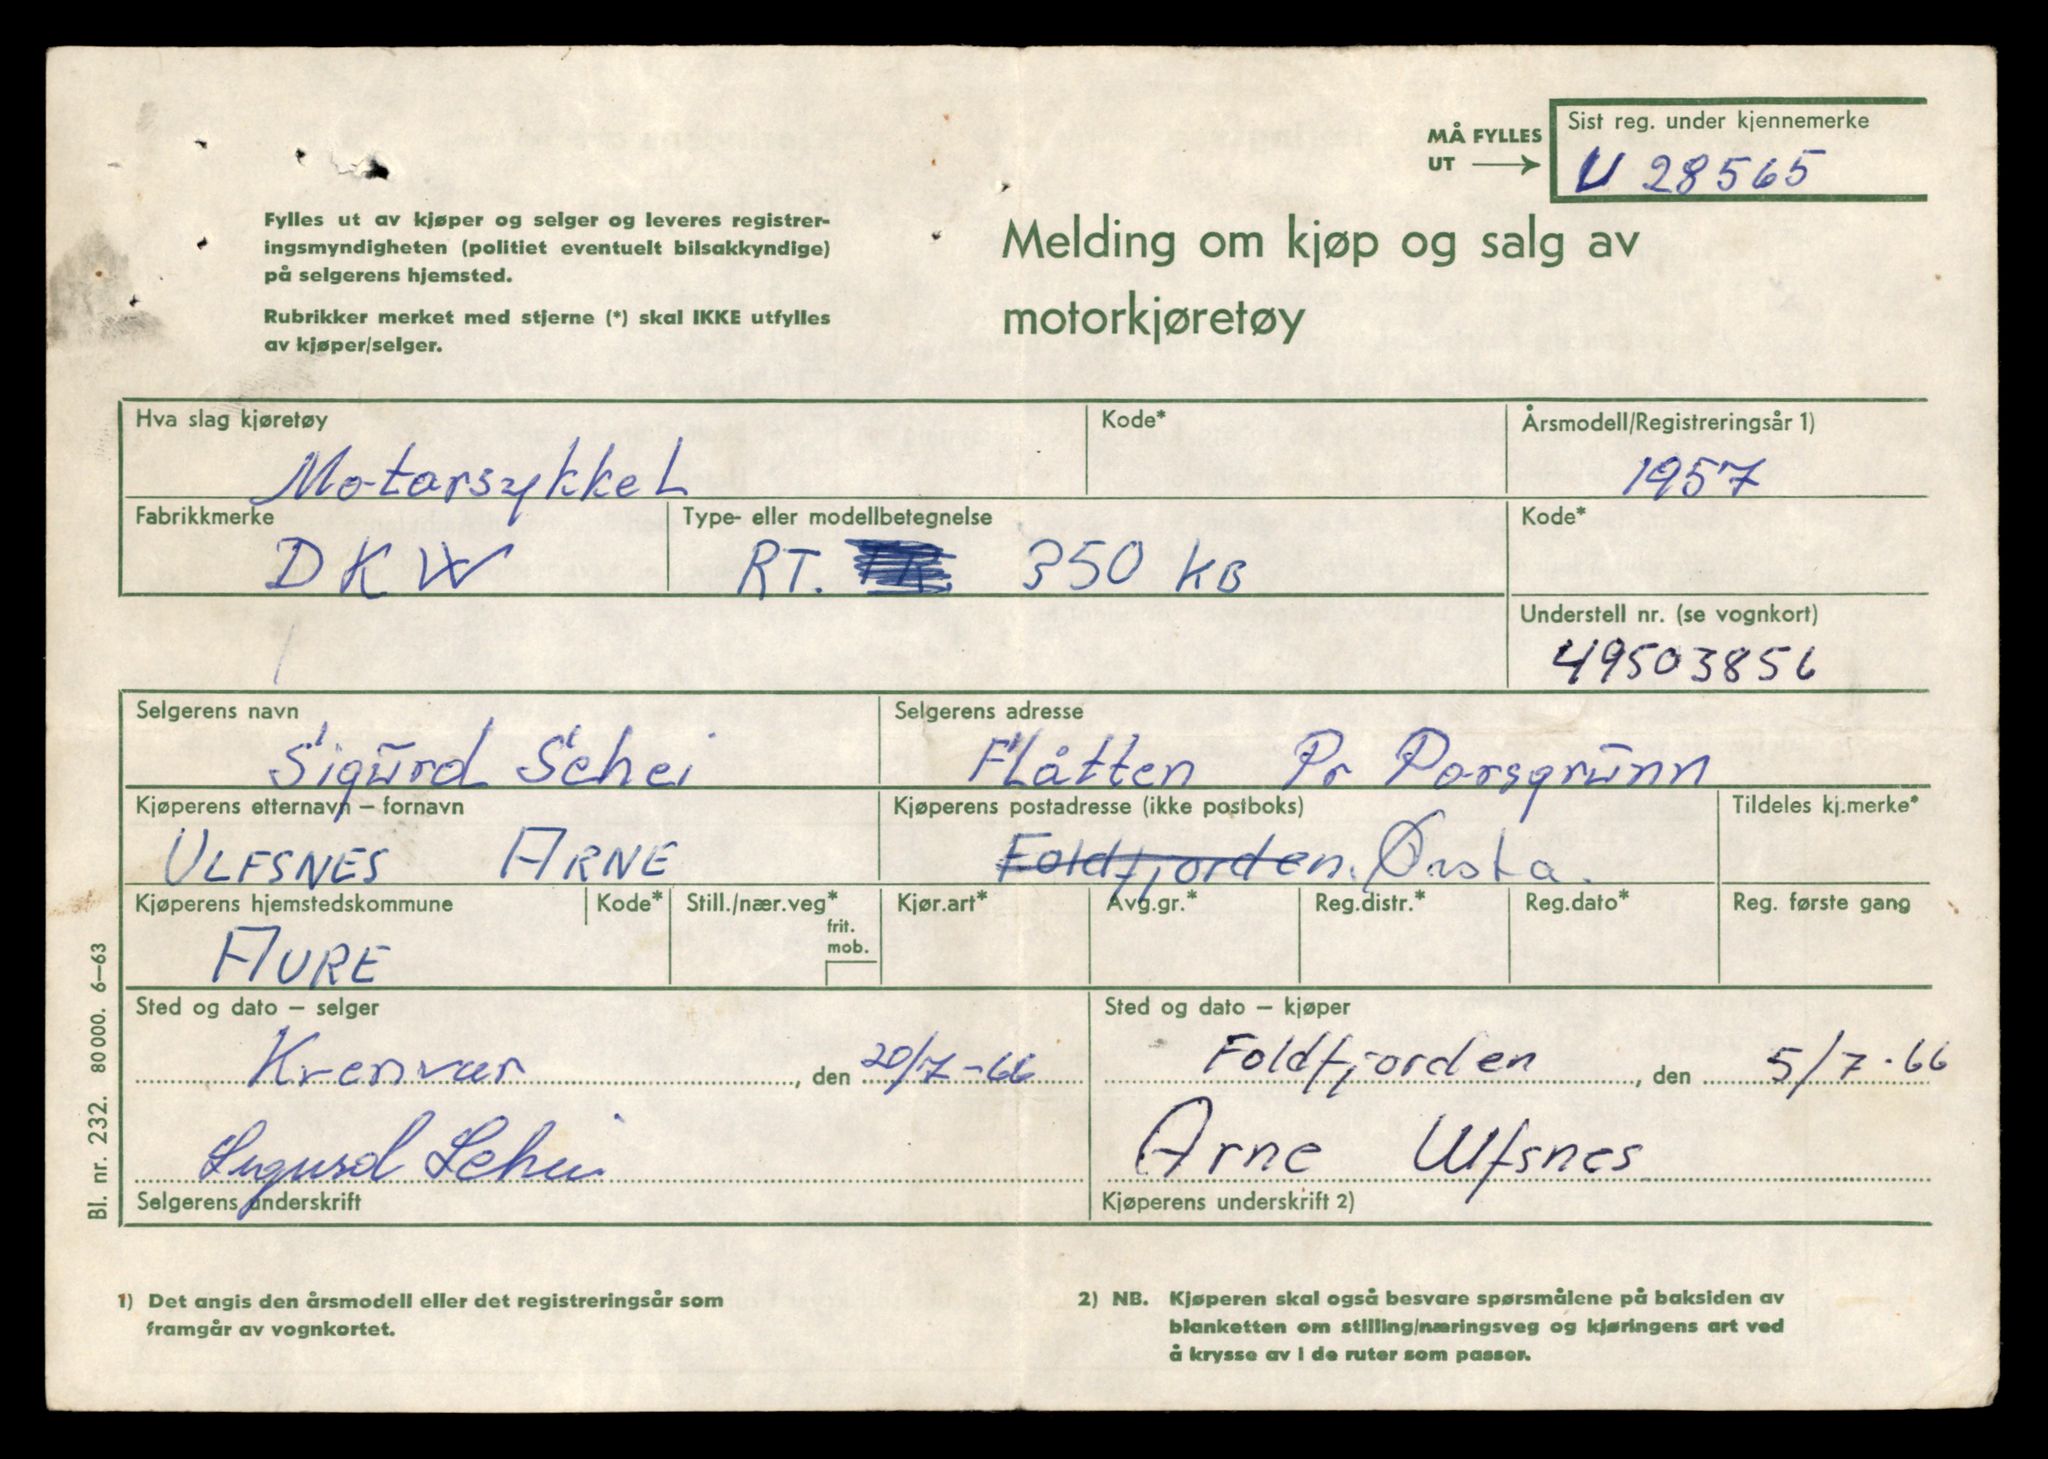 MÅ FYLLES
UT
Sist reg. under kjennemerke
U 28565
Fylles ut av kjøper og selger og leveres registrer-
ingsmyndigheten (politiet eventuelt bilsakkyndige)
på selgerens hjemsted.
Rubrikker merket med stjerne (*) skal IKKE utfylles
av kjøper/selger.
Melding om kjøp og salg av
motorkjøretøy
Hva slag kjøretøy Kode* Årsmodell/Registreringsår 1)
Motorsykkel 1957
Fabrikkmerke Type- eller modellbetegnelse Kode*
DKW RT. 350 KB
Understell nr. (se vognkort)
49503856
Selgerens navn Selgerens adresse
Sigurd Schei Flåtten Pr Porsgrunn
Kjøperens etternavn – fornavn Kjøperens postadresse (ikke postboks) Tildeles kj.merke*
ULFSNES ARNE Foldfjorden. Ørsta.
Kjøperens hjemstedskommune Kode* Still./nær.veg* Kjør.art* Avg.gr.* Reg.distr.* Reg.dato* Reg. første gang
frit.
mob.
AURE
Sted og dato – selger Sted og dato – kjøper
, den 20/7-66 Foldfjorden, den 5/7-66
Sigurd Schei Arne Ulfsnes
Selgerens underskrift Kjøperens underskrift 2)
Bl. nr. 232. 80 000. 6–63
1) Det angis den årsmodell eller det registreringsår som
framgår av vognkortet.
2) NB. Kjøperen skal også besvare spørsmålene på baksiden av
blanketten om stilling/næringsveg og kjøringens art ved
å krysse av i de ruter som passer.